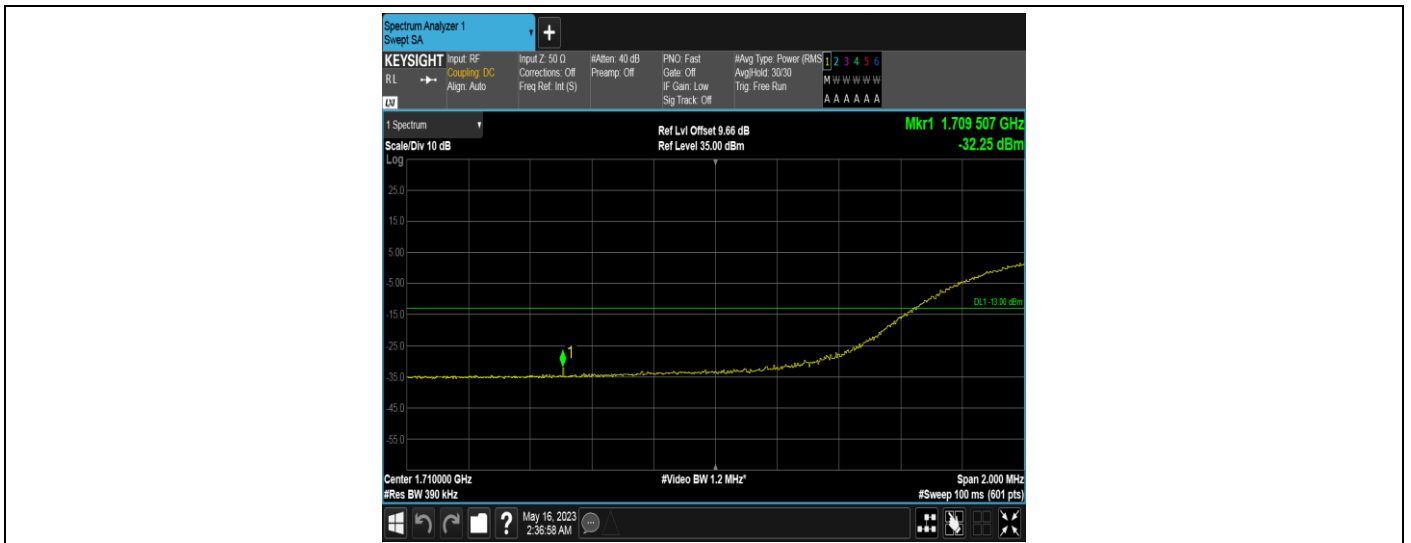 Spectrum Analyzer 1
Swept SA
+
KEYSIGHT
RL
LXI
Input: RF
Coupling: DC
Align: Auto
Input Z: 50 Ω
Corrections: Off
Freq Ref: Int (S)
#Atten: 40 dB
Preamp: Off
PNO: Fast
Gate: Off
IF Gain: Low
Sig Track: Off
#Avg Type: Power (RMS
Avg|Hold: 30/30
Trig: Free Run
1 2 3 4 5 6
M W W W W W
A A A A A A
1 Spectrum
Scale/Div 10 dB
Ref Lvl Offset 9.66 dB
Ref Level 35.00 dBm
Mkr1 1.709 507 GHz
-32.25 dBm
Log
25.0
15.0
5.00
-5.00
DL1 -13.00 dBm
-15.0
-25.0
1
-35.0
-45.0
-55.0
Center 1.710000 GHz
#Res BW 390 kHz
#Video BW 1.2 MHz*
Span 2.000 MHz
#Sweep 100 ms (601 pts)
?
May 16, 2023
2:36:58 AM